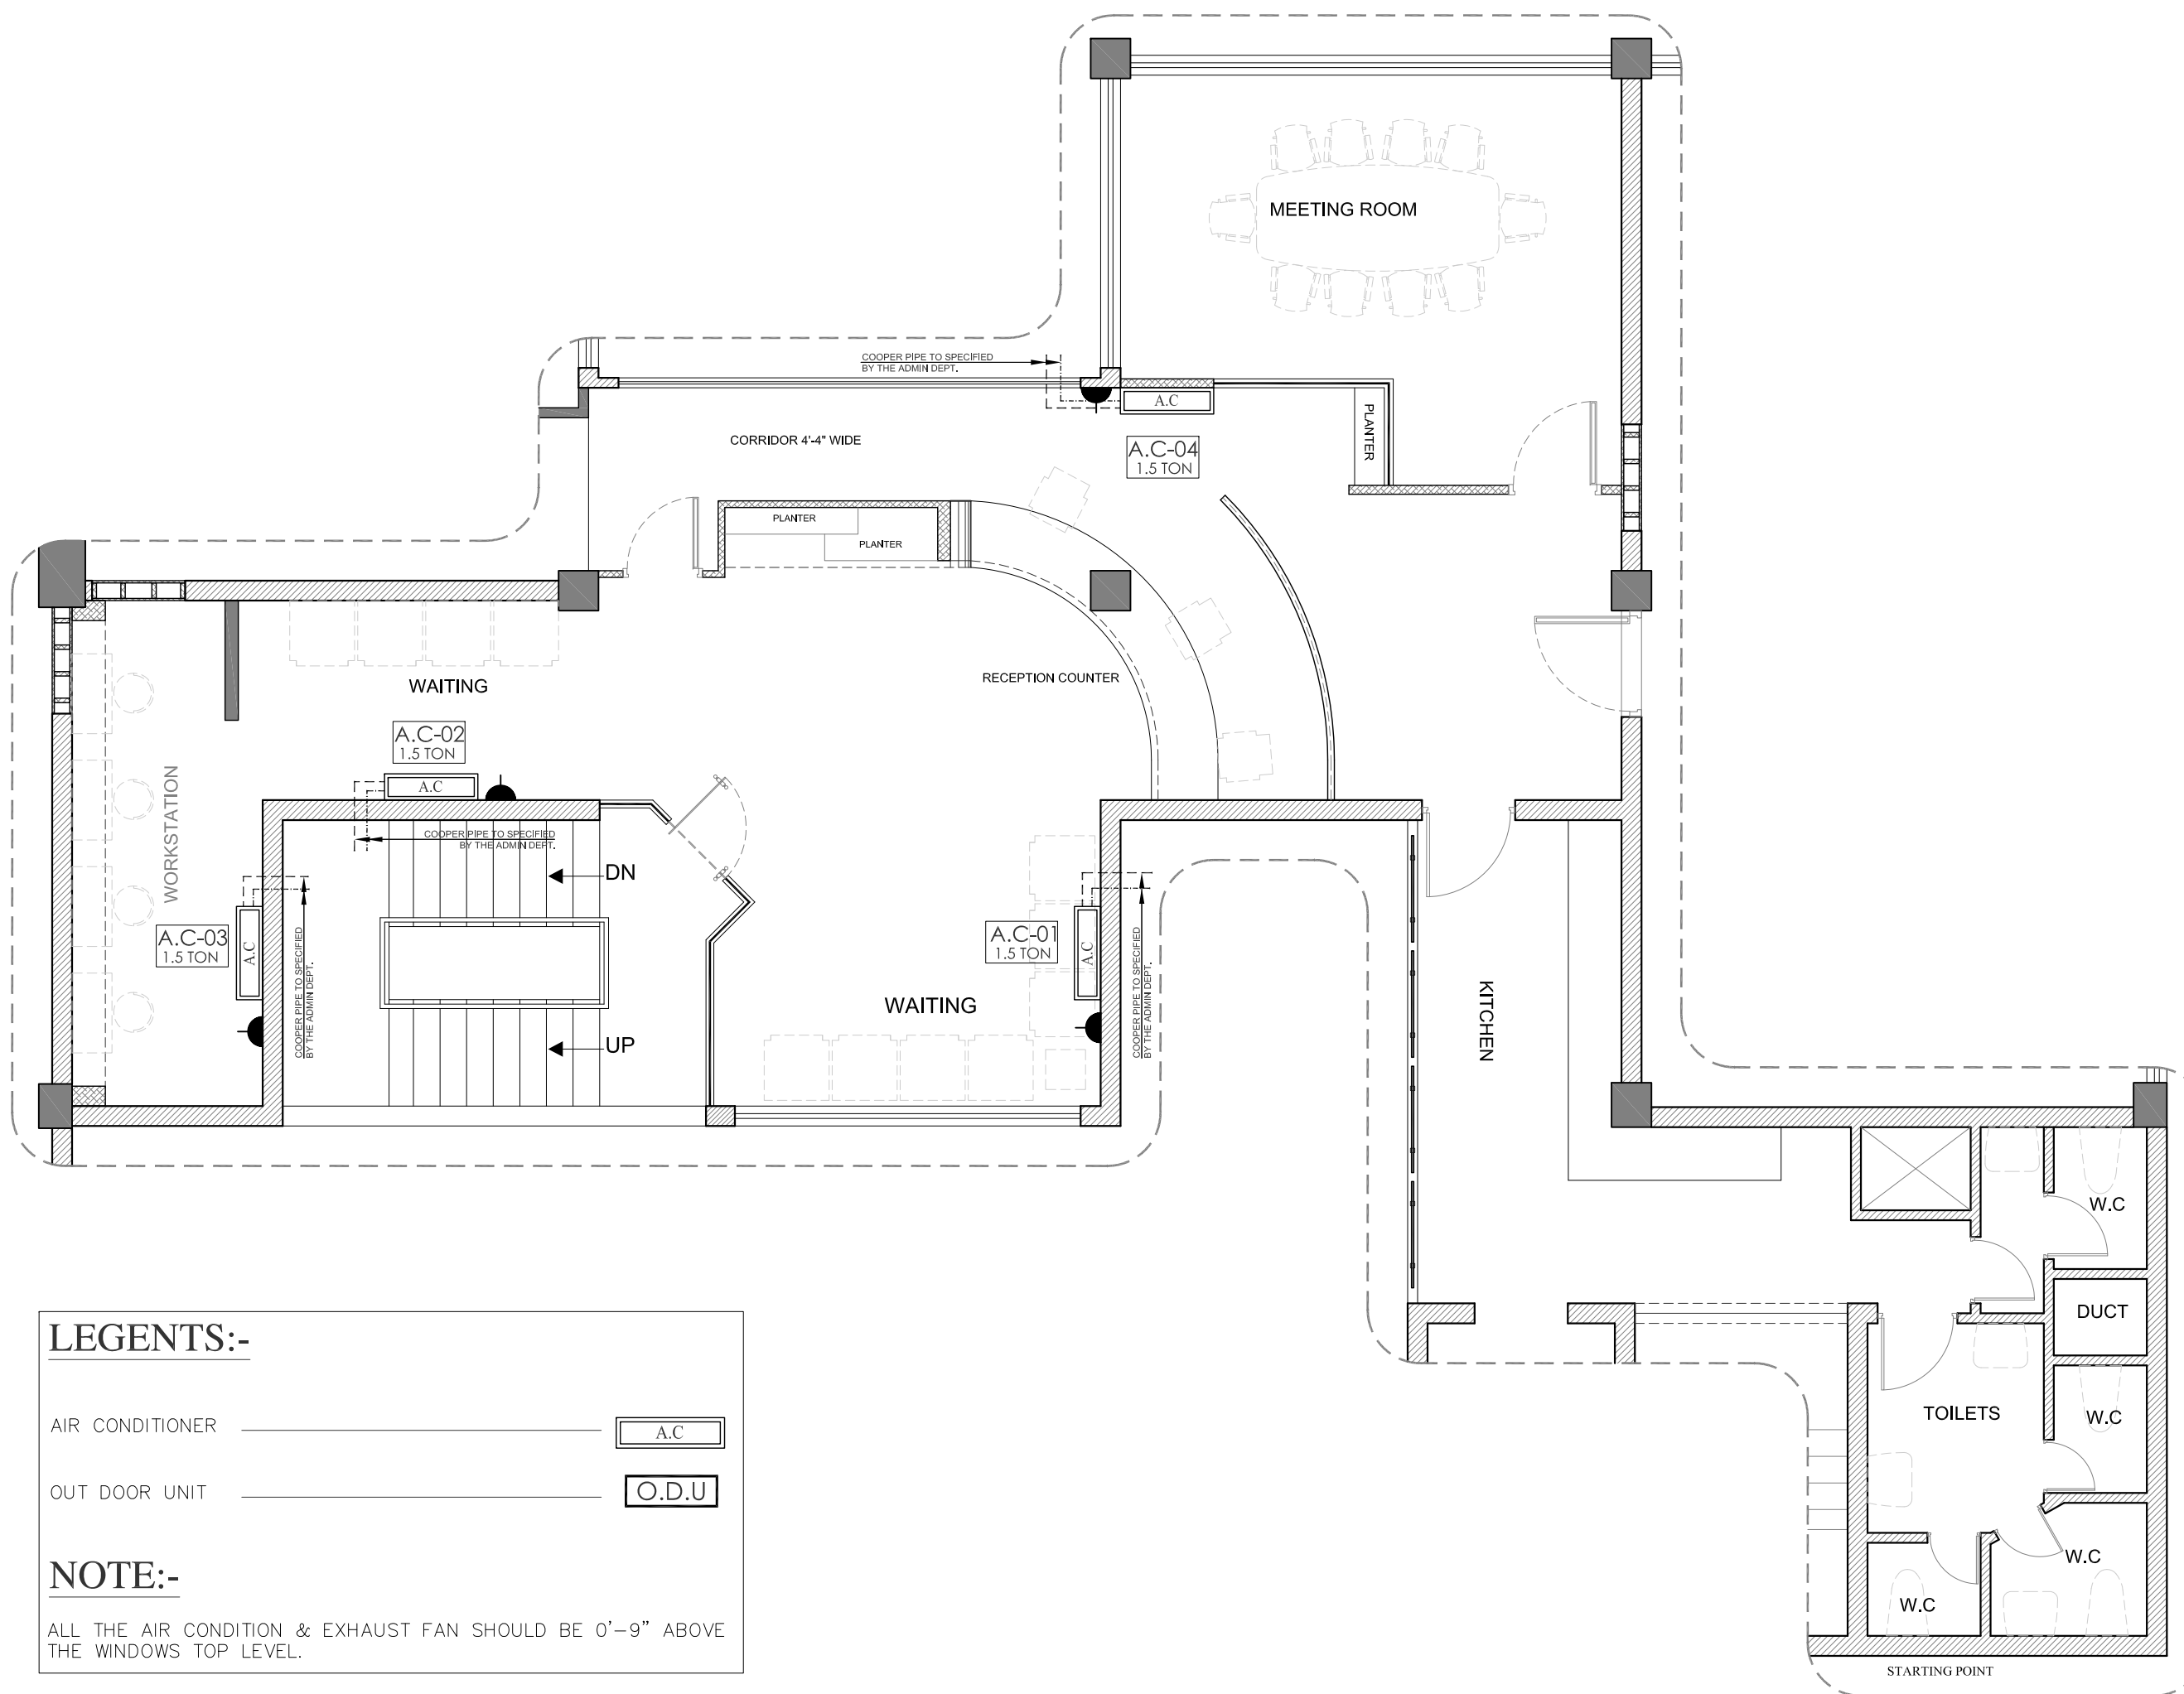 MEETING ROOM
COOPER PIPE TO SPECIFIED
BY THE ADMIN DEPT.
A.C
PLANTER
CORRIDOR 4'-4" WIDE
A.C-04
1.5 TON
PLANTER
PLANTER
RECEPTION COUNTER
WAITING
A.C-02
1.5 TON
A.C
WORKSTATION
COOPER PIPE TO SPECIFIED
BY THE ADMIN DEPT.
DN
A.C-03
1.5 TON
A.C
COOPER PIPE TO SPECIFIED
BY THE ADMIN DEPT.
UP
A.C-01
1.5 TON
A.C
WAITING
COOPER PIPE TO SPECIFIED
BY THE ADMIN DEPT.
KITCHEN
W.C
DUCT
TOILETS
W.C
W.C
W.C
STARTING POINT
LEGENTS:-
AIR CONDITIONER
A.C
OUT DOOR UNIT
O.D.U
NOTE:-
ALL THE AIR CONDITION & EXHAUST FAN SHOULD BE 0'-9" ABOVE
THE WINDOWS TOP LEVEL.